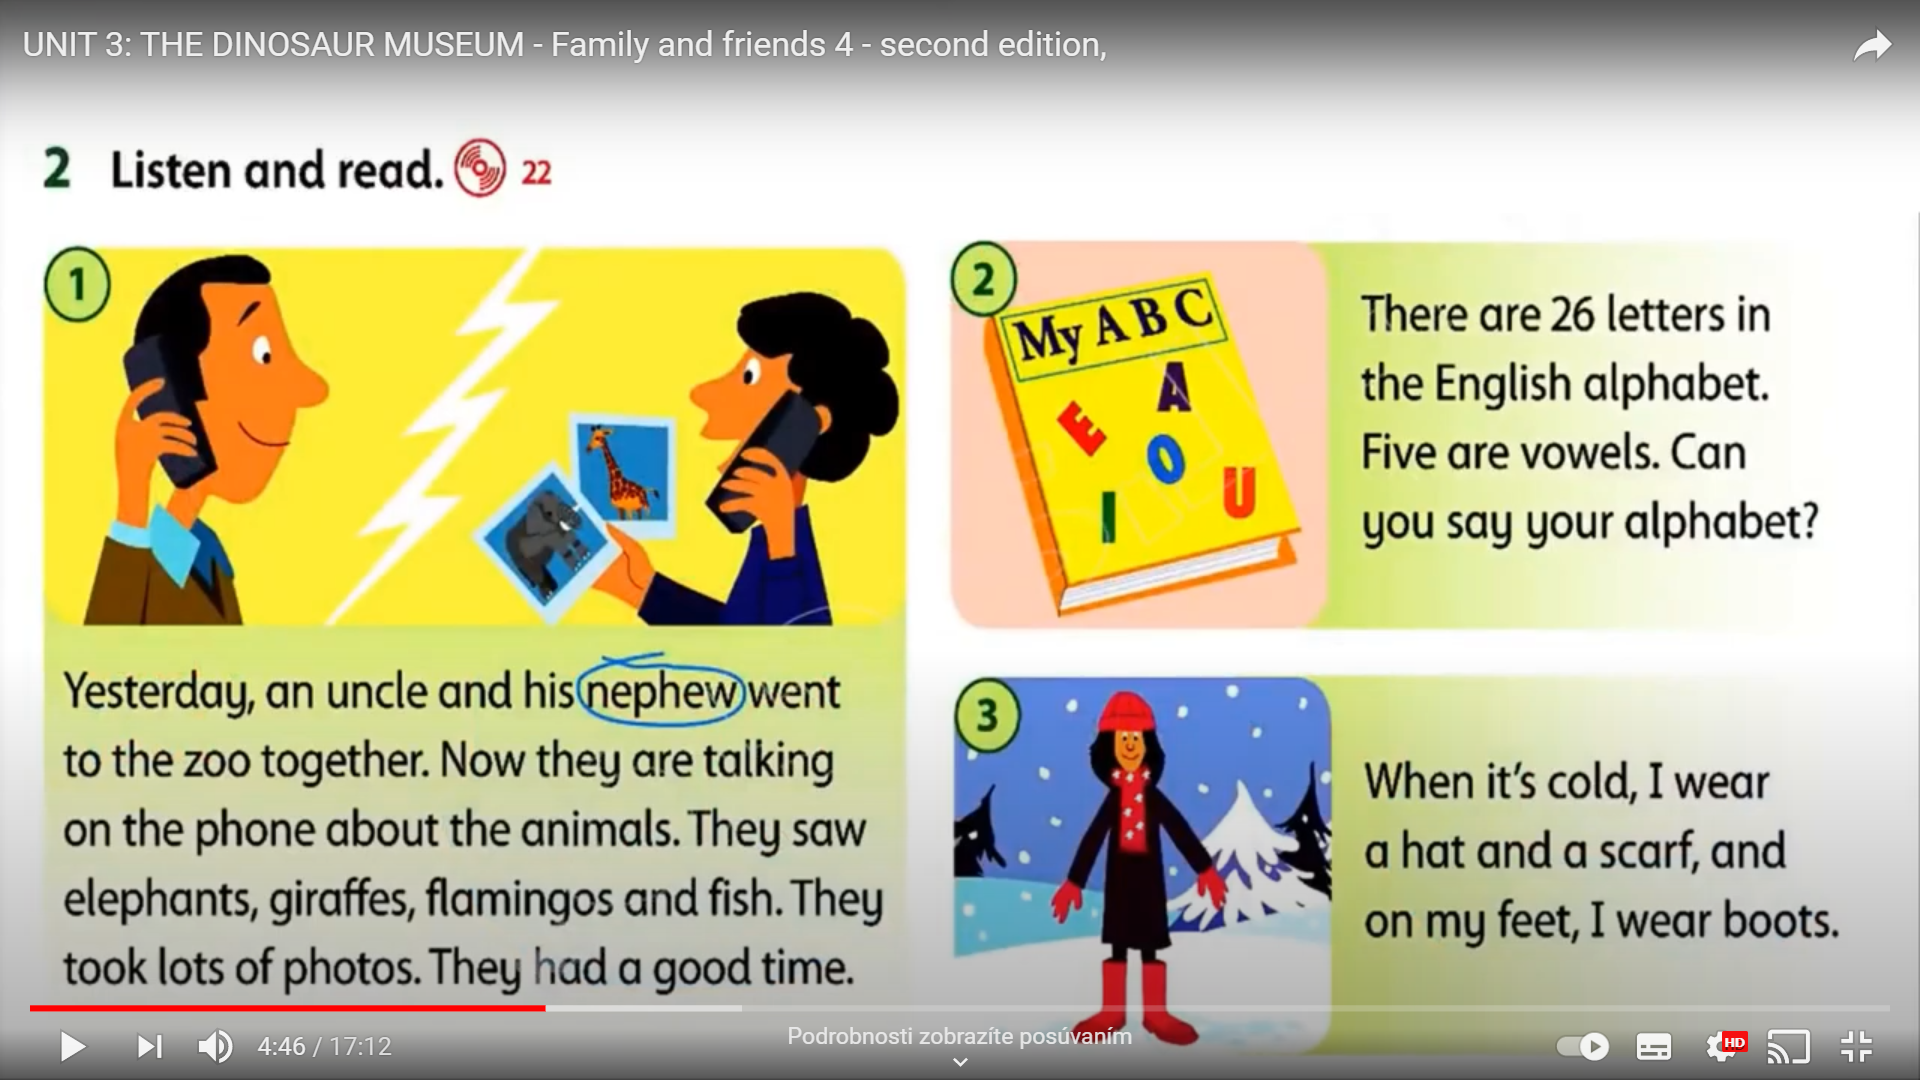 UNIT 3: THE DINOSAUR MUSEUM - Family and friends 4 - second edition,
2 Listen and read. 22
1
Yesterday, an uncle and his nephew went
to the zoo together. Now they are talking
on the phone about the animals. They saw
elephants, giraffes, flamingos and fish. They
took lots of photos. They had a good time.
2
My A B C
A
E
O
I
U
There are 26 letters in
the English alphabet.
Five are vowels. Can
you say your alphabet?
3
When it's cold, I wear
a hat and a scarf, and
on my feet, I wear boots.
Podrobnosti zobrazíte posúvaním
4:46 / 17:12
HD